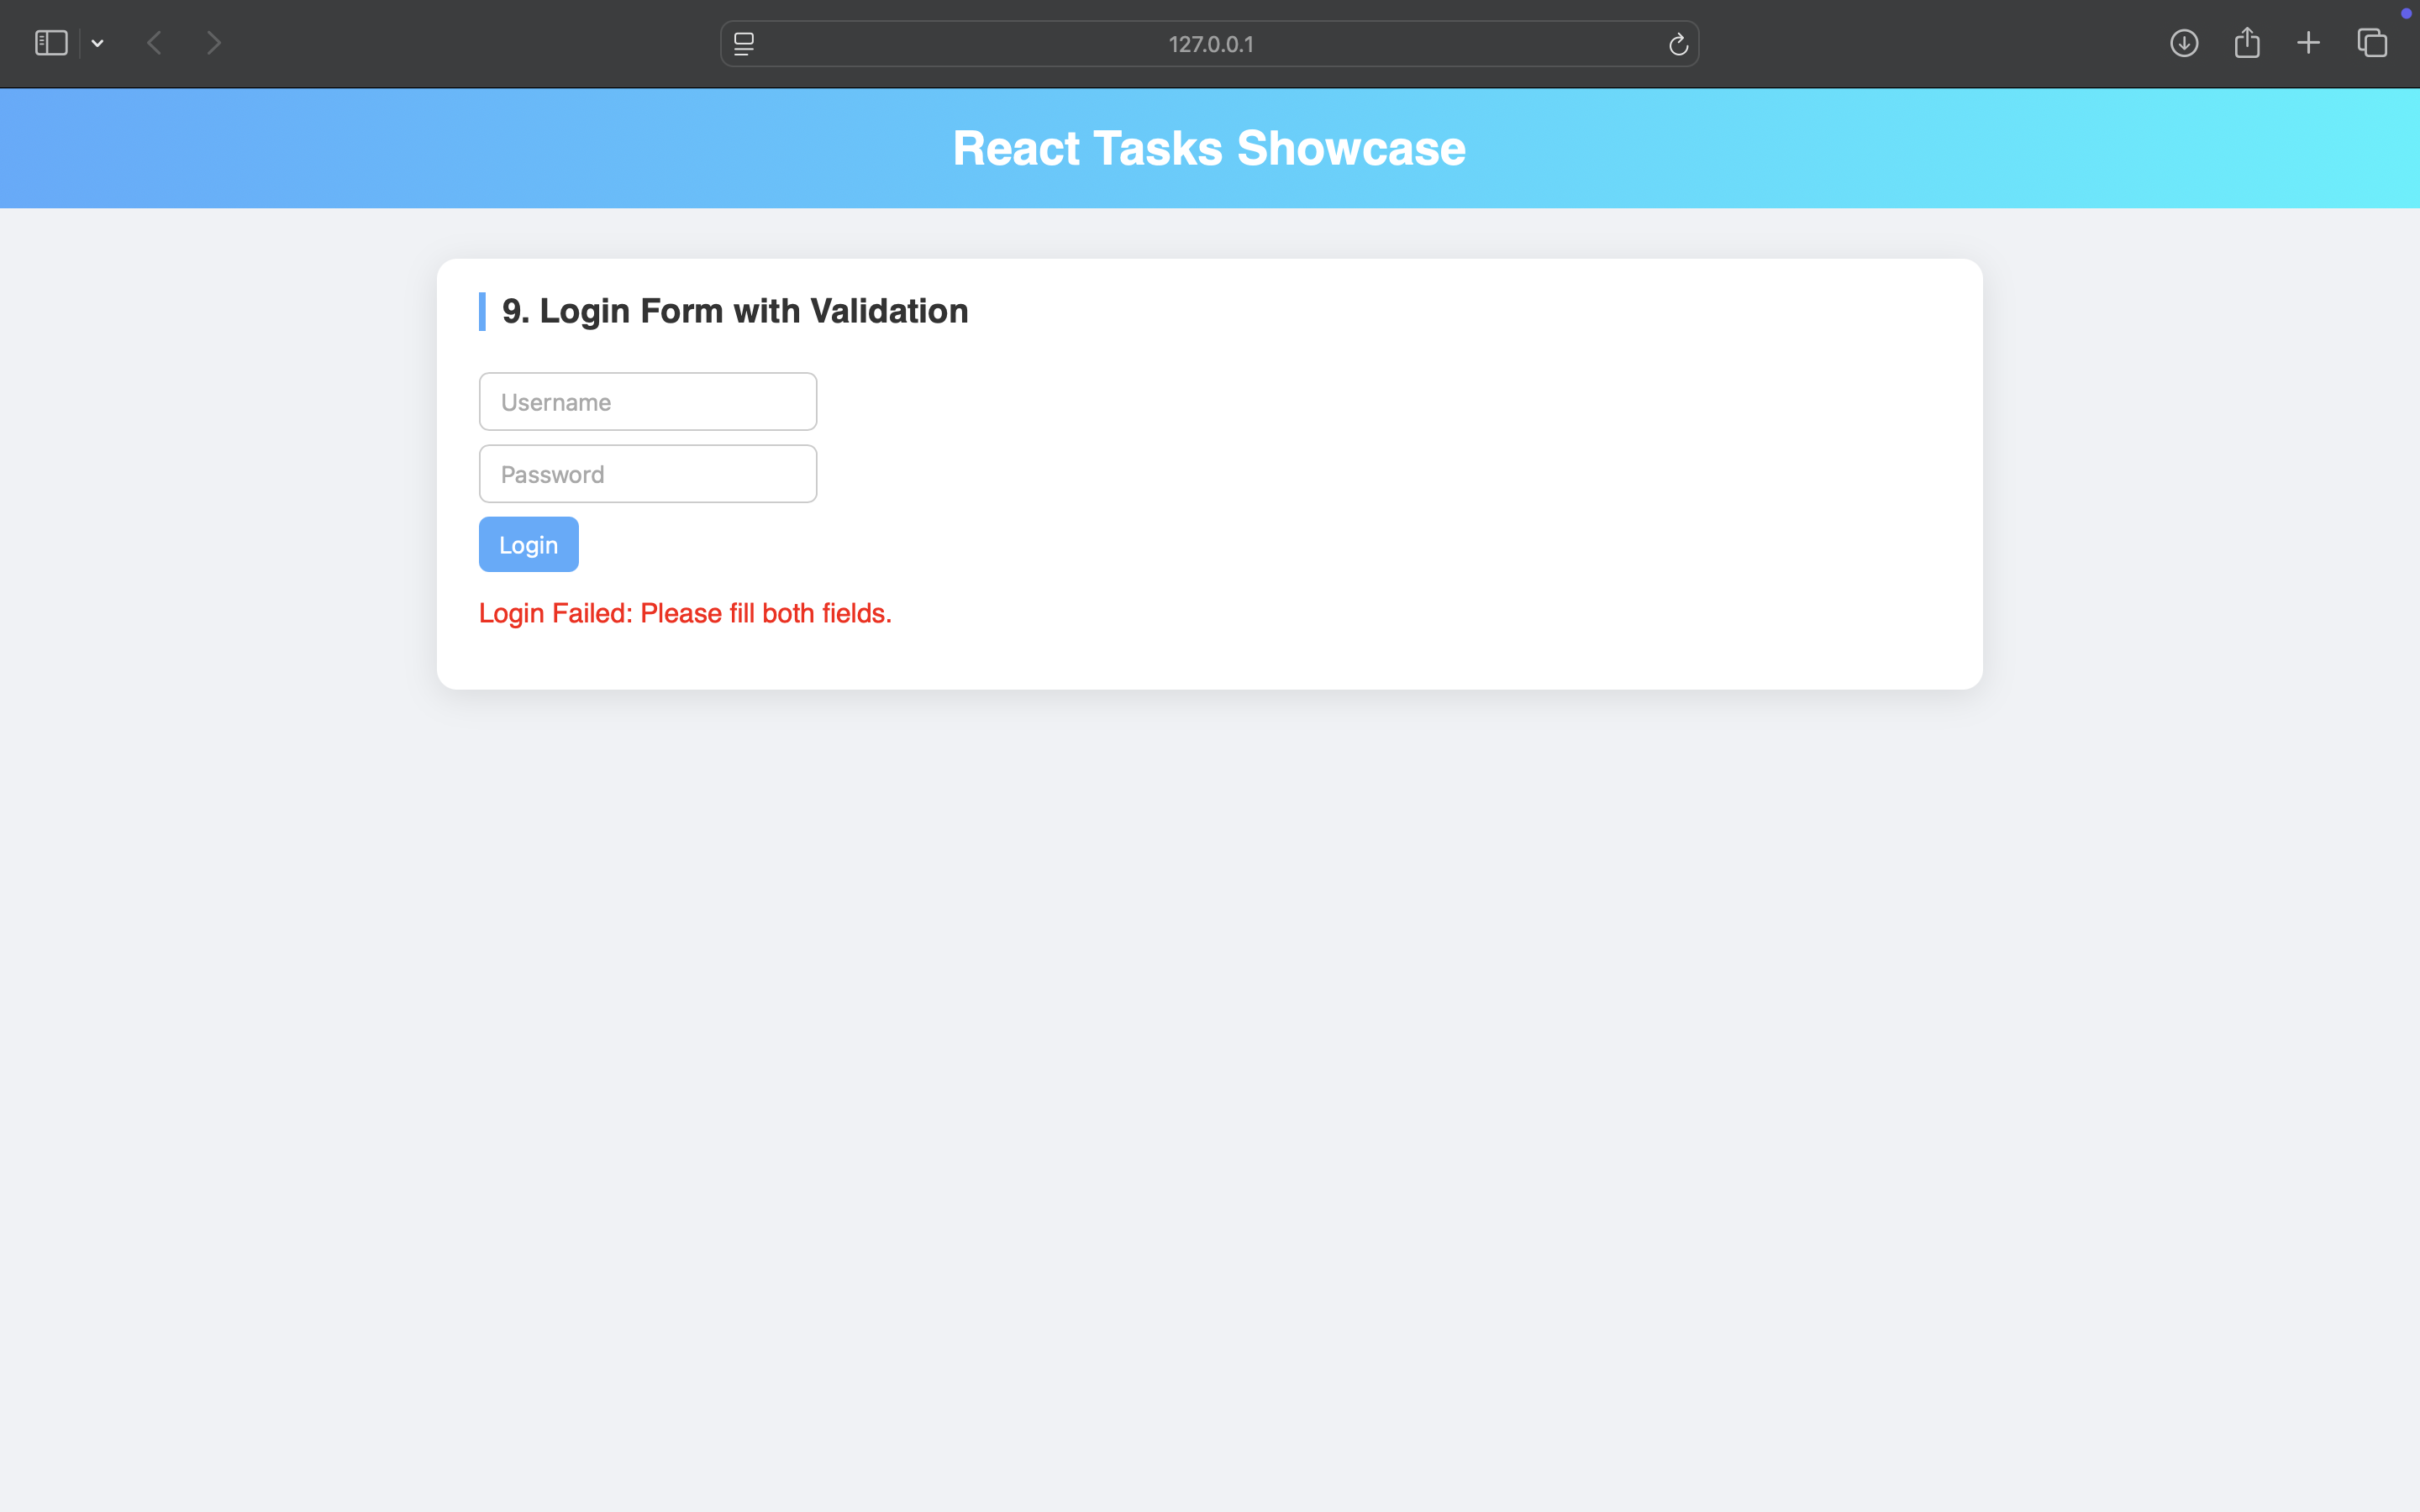 127.0.0.1
React Tasks Showcase
9. Login Form with Validation
Username
Password
Login
Login Failed: Please fill both fields.